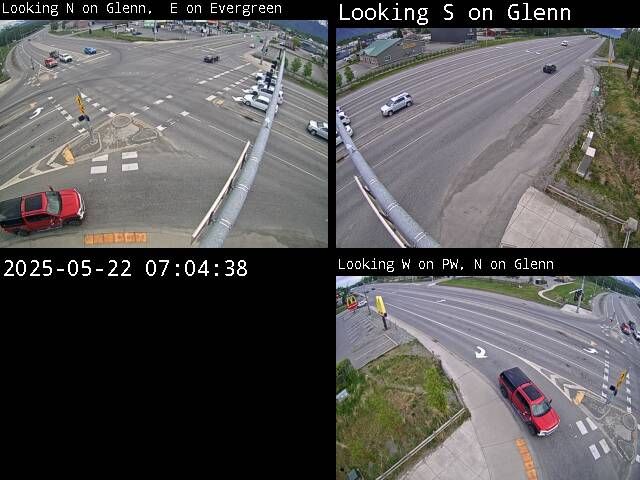 Looking N on Glenn,  E on Evergreen
Looking S on Glenn
2025-05-22 07:04:38
Looking W on PW, N on Glenn